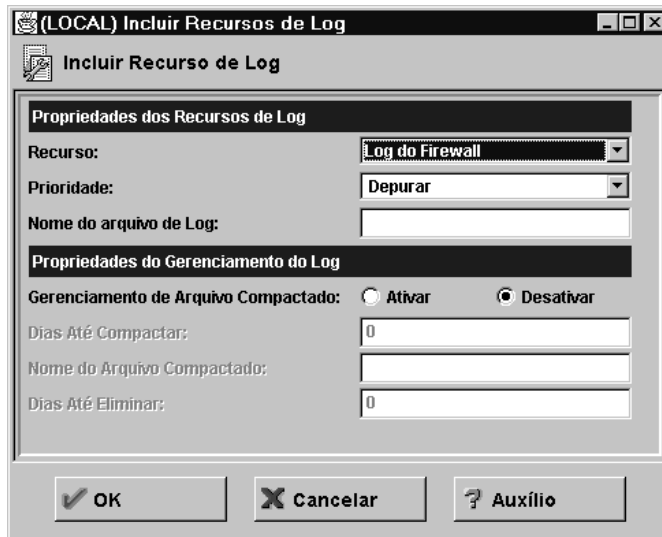 (LOCAL) Incluir Recursos de Log
Incluir Recurso de Log
Propriedades dos Recursos de Log
Recurso: Log do Firewall
Prioridade: Depurar
Nome do arquivo de Log:
Propriedades do Gerenciamento do Log
Gerenciamento de Arquivo Compactado: Ativar Desativar
Dias Até Compactar: 0
Nome do Arquivo Compactado:
Dias Até Eliminar: 0
OK Cancelar Auxílio